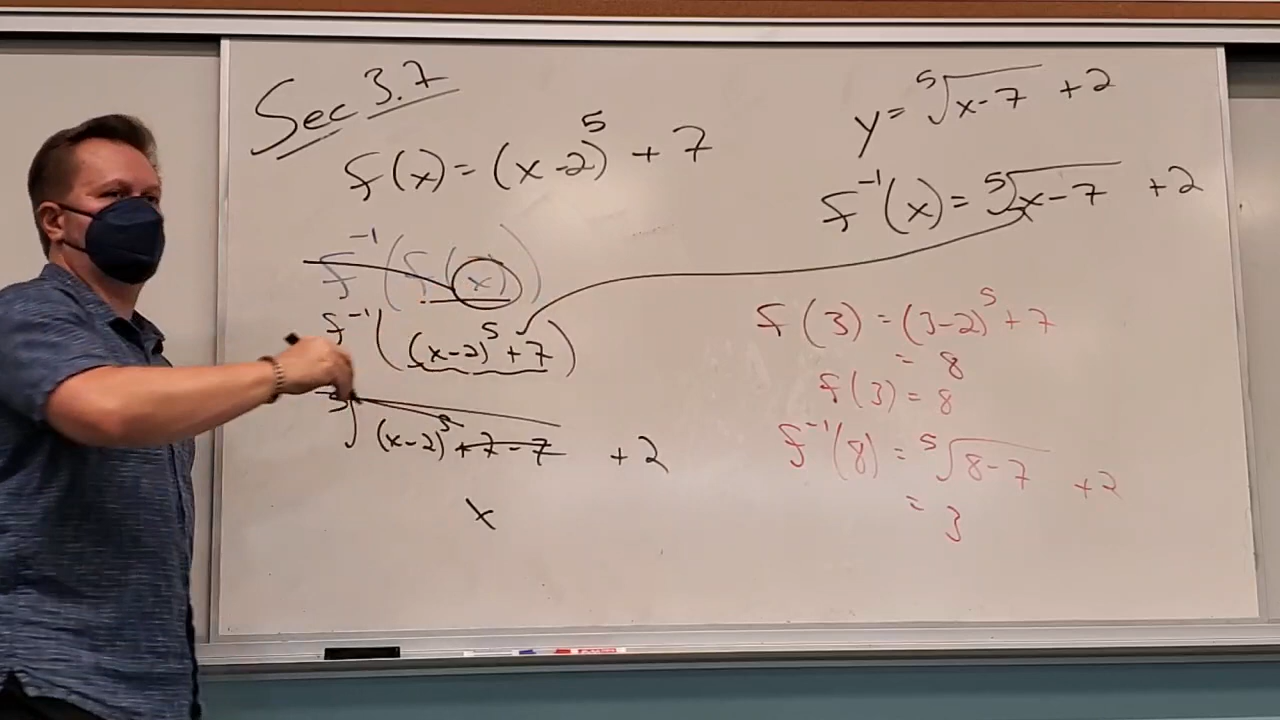 Sec 3.7
f(x) = (x-2)⁵ + 7
f⁻¹(f(x))
f⁻¹((x-2)⁵+7)
⁵√(x-2)⁵+7-7 +2
x
y = ⁵√x-7 +2
f⁻¹(x) = ⁵√x-7 +2
f(3) = (3-2)⁵+7
= 8
f(3) = 8
f⁻¹(8) = ⁵√8-7 +2
= 3